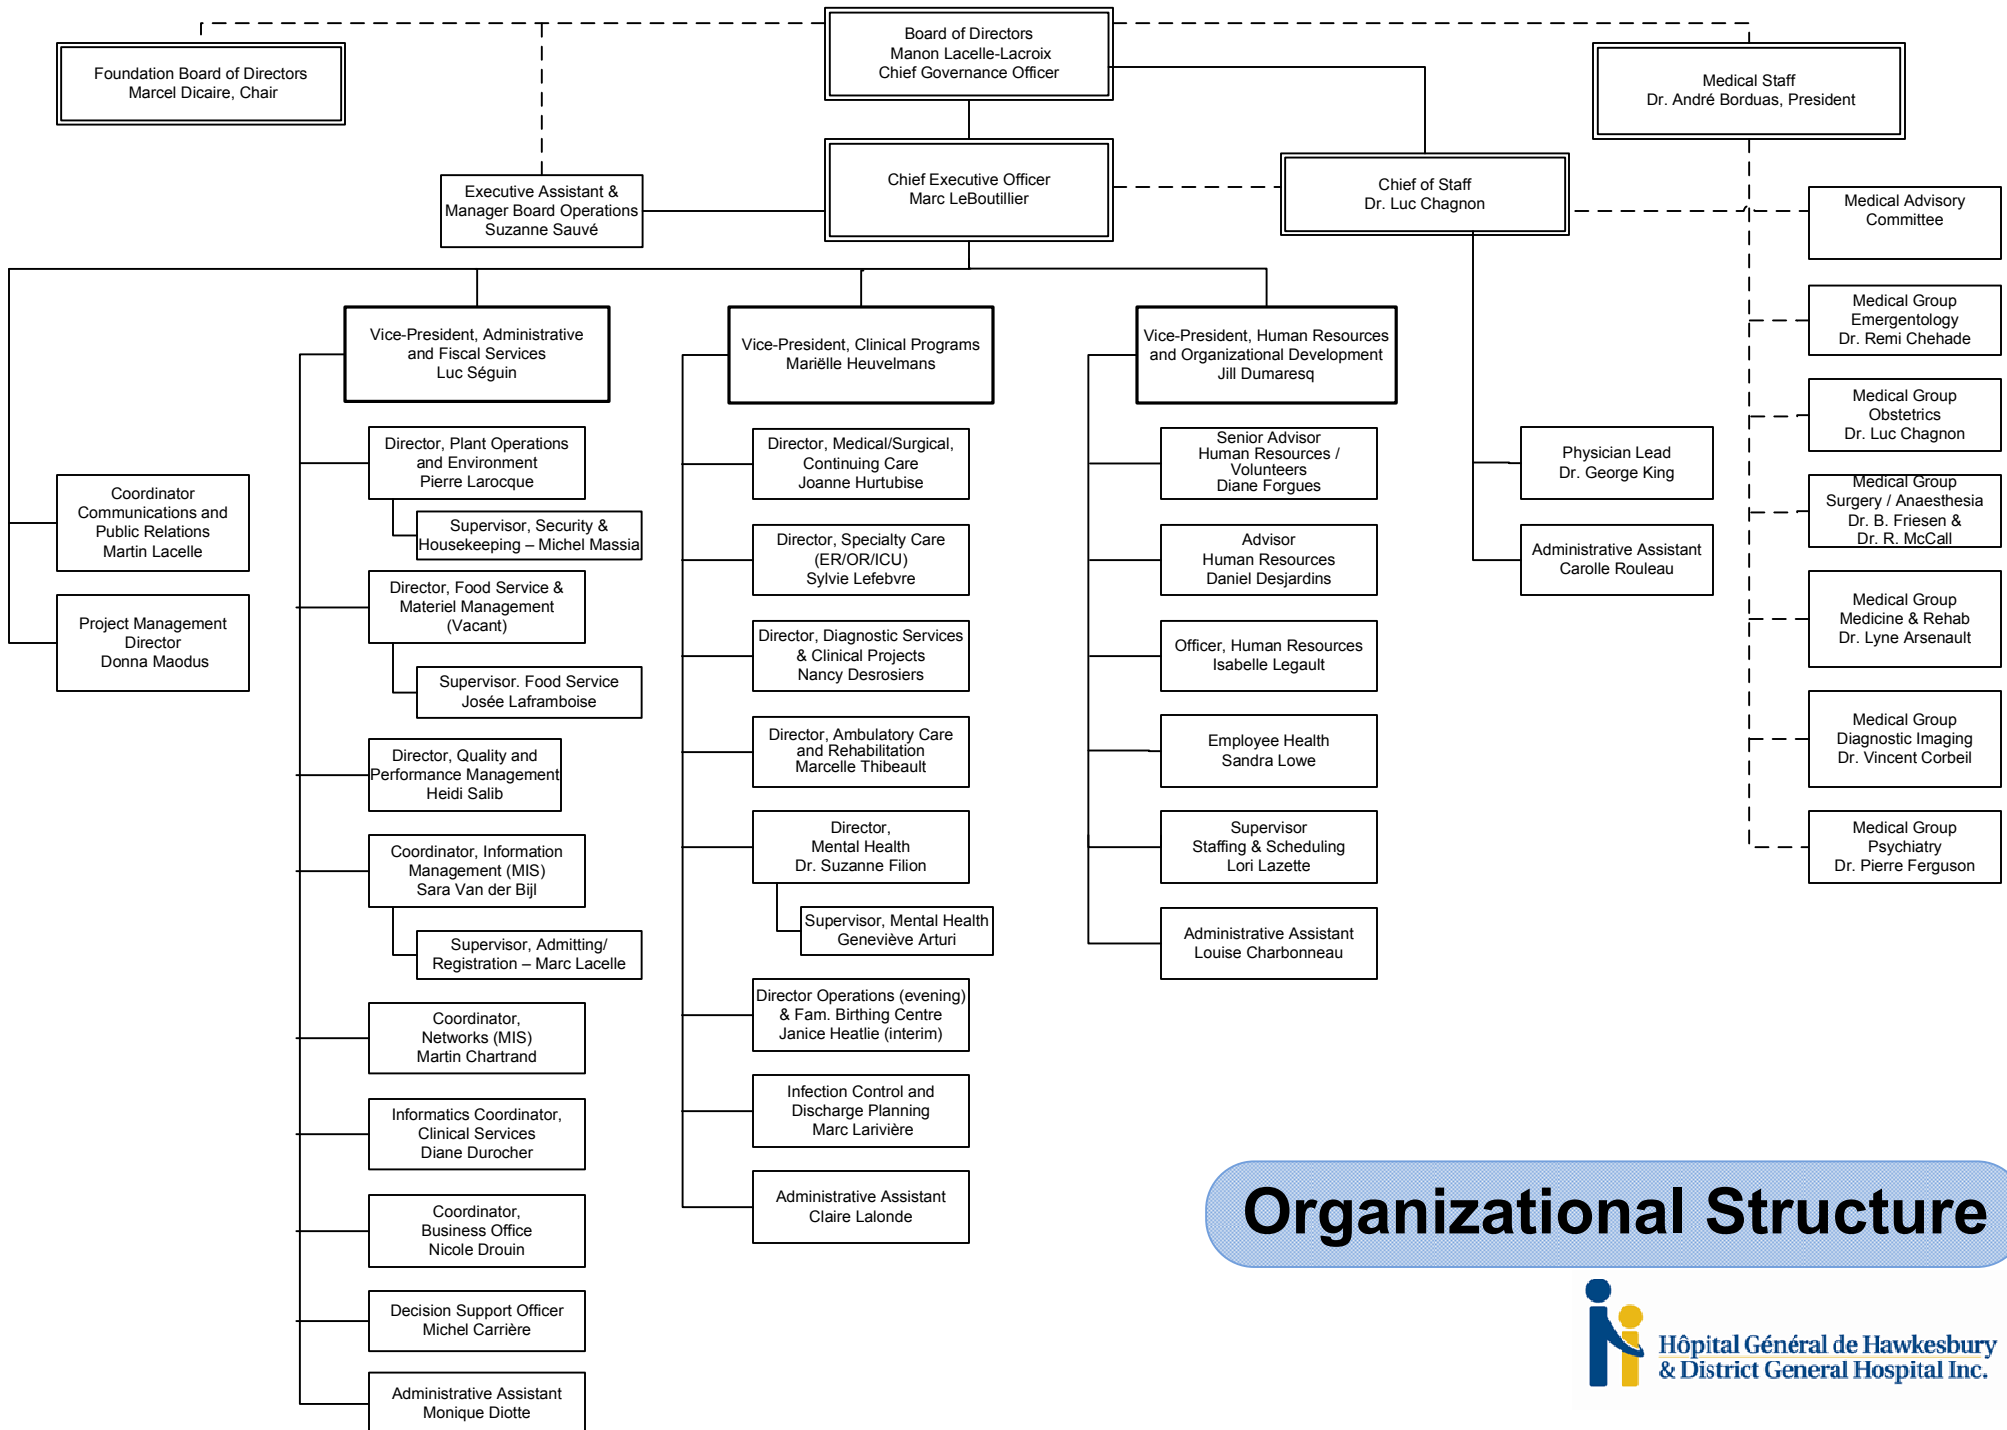 Board of Directors
Manon Lacelle-Lacroix
Chief Governance Officer
Foundation Board of Directors
Marcel Dicaire, Chair
Medical Staff
Dr. André Borduas, President
Chief Executive Officer
Marc LeBoutillier
Executive Assistant &
Manager Board Operations
Suzanne Sauvé
Chief of Staff
Dr. Luc Chagnon
Medical Advisory
Committee
Coordinator
Communications and
Public Relations
Martin Lacelle
Project Management
Director
Donna Maodus
Vice-President, Administrative
and Fiscal Services
Luc Séguin
Director, Plant Operations
and Environment
Pierre Larocque
Supervisor, Security &
Housekeeping – Michel Massia
Director, Food Service &
Materiel Management
(Vacant)
Supervisor. Food Service
Josée Laframboise
Director, Quality and
Performance Management
Heidi Salib
Coordinator, Information
Management (MIS)
Sara Van der Bijl
Supervisor, Admitting/
Registration – Marc Lacelle
Coordinator,
Networks (MIS)
Martin Chartrand
Informatics Coordinator,
Clinical Services
Diane Durocher
Coordinator,
Business Office
Nicole Drouin
Decision Support Officer
Michel Carrière
Administrative Assistant
Monique Diotte
Vice-President, Clinical Programs
Mariëlle Heuvelmans
Director, Medical/Surgical,
Continuing Care
Joanne Hurtubise
Director, Specialty Care
(ER/OR/ICU)
Sylvie Lefebvre
Director, Diagnostic Services
& Clinical Projects
Nancy Desrosiers
Director, Ambulatory Care
and Rehabilitation
Marcelle Thibeault
Director,
Mental Health
Dr. Suzanne Filion
Supervisor, Mental Health
Geneviève Arturi
Director Operations (evening)
& Fam. Birthing Centre
Janice Heatlie (interim)
Infection Control and
Discharge Planning
Marc Larivière
Administrative Assistant
Claire Lalonde
Vice-President, Human Resources
and Organizational Development
Jill Dumaresq
Senior Advisor
Human Resources /
Volunteers
Diane Forgues
Advisor
Human Resources
Daniel Desjardins
Officer, Human Resources
Isabelle Legault
Employee Health
Sandra Lowe
Supervisor
Staffing & Scheduling
Lori Lazette
Administrative Assistant
Louise Charbonneau
Physician Lead
Dr. George King
Administrative Assistant
Carolle Rouleau
Medical Group
Emergentology
Dr. Remi Chehade
Medical Group
Obstetrics
Dr. Luc Chagnon
Medical Group
Surgery / Anaesthesia
Dr. B. Friesen &
Dr. R. McCall
Medical Group
Medicine & Rehab
Dr. Lyne Arsenault
Medical Group
Diagnostic Imaging
Dr. Vincent Corbeil
Medical Group
Psychiatry
Dr. Pierre Ferguson
Organizational Structure
Hôpital Général de Hawkesbury
& District General Hospital Inc.